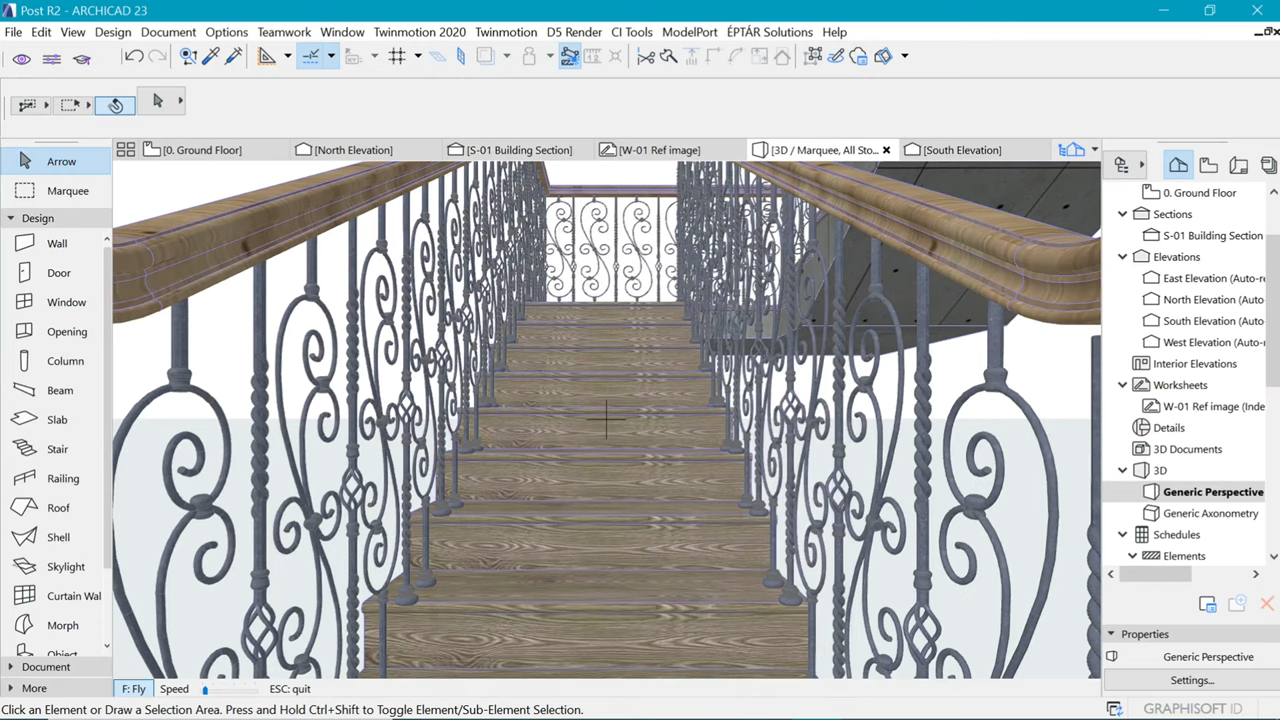 Post R2 - ARCHICAD 23
File Edit View Design Document Options Teamwork Window Twinmotion 2020 Twinmotion D5 Render CI Tools ModelPort ÉPTÁR Solutions Help
[0. Ground Floor]
[North Elevation]
[S-01 Building Section]
[W-01 Ref image]
[3D / Marquee, All Sto...
[South Elevation]
Arrow
Marquee
Design
Wall
Door
Window
Opening
Column
Beam
Slab
Stair
Railing
Roof
Shell
Skylight
Curtain Wall
Morph
Object
Document
More
0. Ground Floor
Sections
S-01 Building Section
Elevations
East Elevation (Auto-re
North Elevation (Auto
South Elevation (Auto-
West Elevation (Auto-r
Interior Elevations
Worksheets
W-01 Ref image (Inde
Details
3D Documents
3D
Generic Perspective
Generic Axonometry
Schedules
Elements
Properties
Generic Perspective
Settings...
F: Fly
Speed
ESC: quit
Click an Element or Draw a Selection Area. Press and Hold Ctrl+Shift to Toggle Element/Sub-Element Selection.
GRAPHISOFT ID